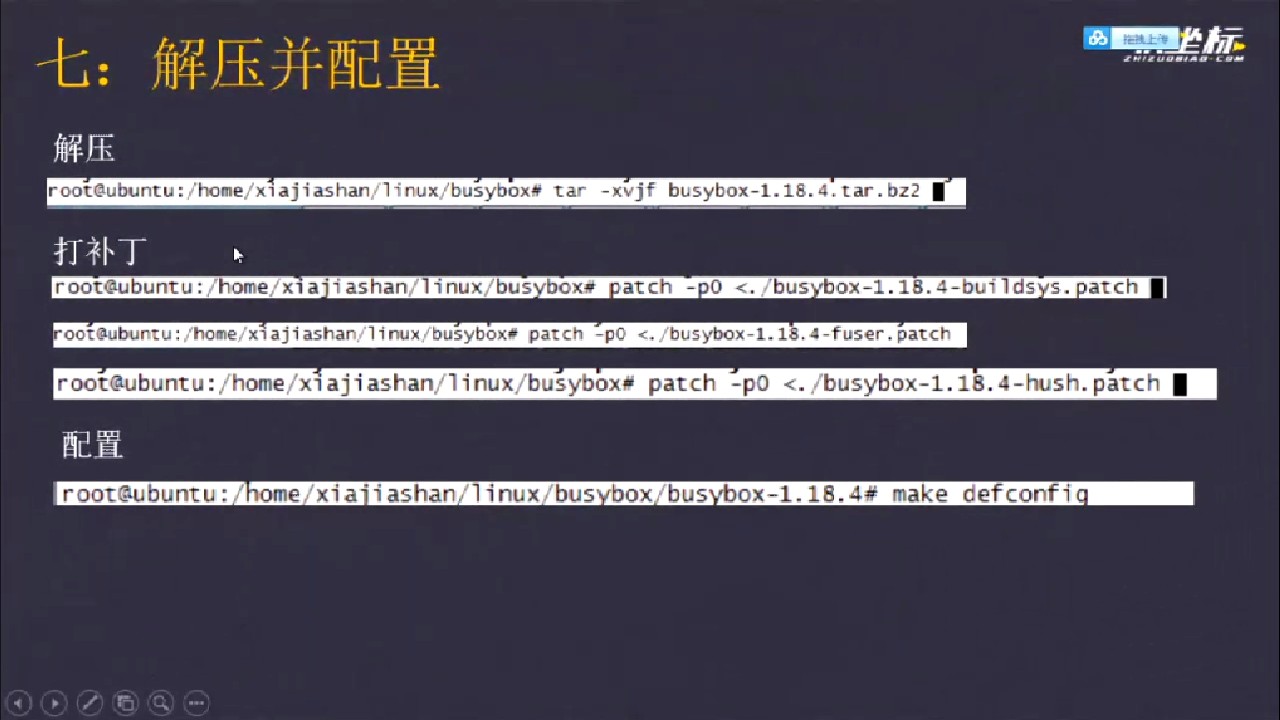 七：解压并配置
拖拽上传
坐标
ZHIZUOBIAO.COM
解压
root@ubuntu:/home/xiajiashan/linux/busybox# tar -xvjf busybox-1.18.4.tar.bz2
打补丁
root@ubuntu:/home/xiajiashan/linux/busybox# patch -p0 <./busybox-1.18.4-buildsys.patch
root@ubuntu:/home/xiajiashan/linux/busybox# patch -p0 <./busybox-1.18.4-fuser.patch
root@ubuntu:/home/xiajiashan/linux/busybox# patch -p0 <./busybox-1.18.4-hush.patch
配置
root@ubuntu:/home/xiajiashan/linux/busybox/busybox-1.18.4# make defconfig